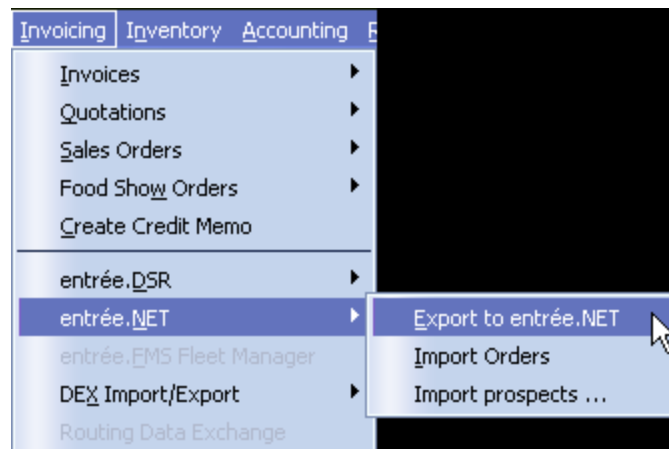 Invoicing Inventory Accounting
Invoices
Quotations
Sales Orders
Food Show Orders
Create Credit Memo
entrée.DSR
entrée.NET
Export to entrée.NET
entrée.FMS Fleet Manager
Import Orders
DEX Import/Export
Import prospects ...
Routing Data Exchange